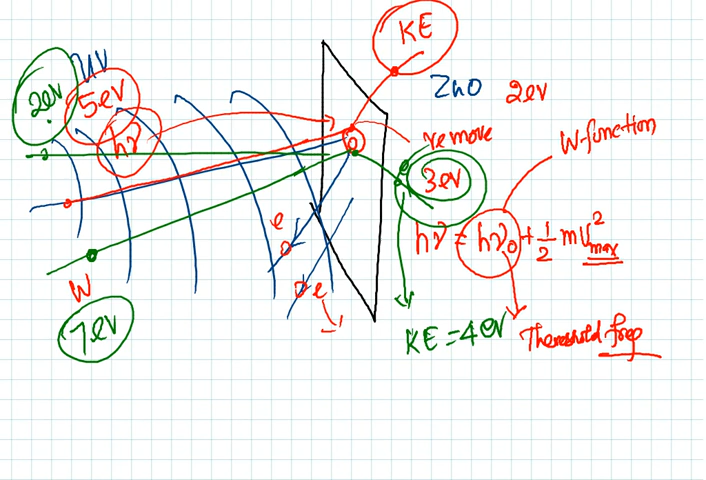 KE
UV
2eV
5eV
hν
ZnO
2eV
remove
W-function
3eV
hν = hν₀ + 1/2 mv²max
e
e
W
7eV
KE = 4eV
Threshold freq